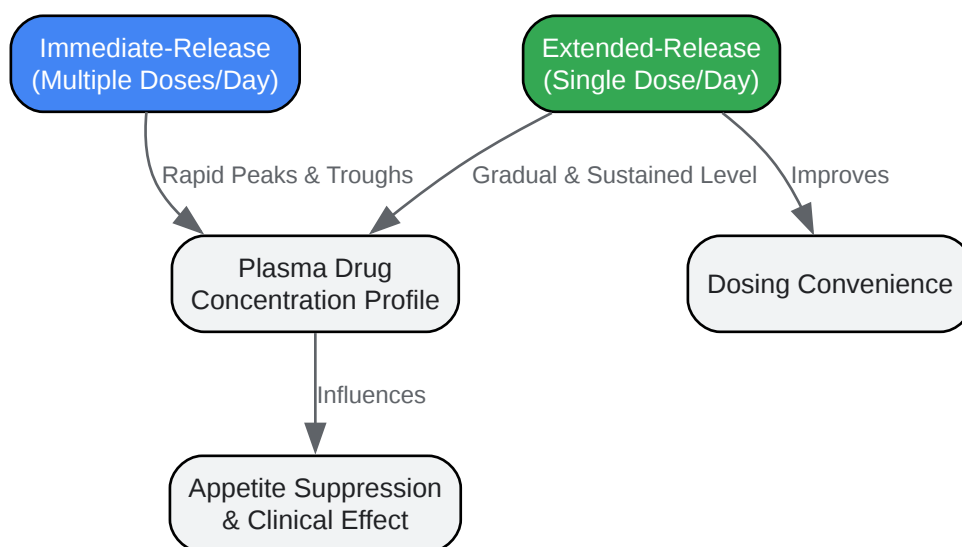 Immediate-Release
(Multiple Doses/Day)
Extended-Release
(Single Dose/Day)
Rapid Peaks & Troughs
Gradual & Sustained Level
Improves
Plasma Drug
Concentration Profile
Dosing Convenience
Influences
Appetite Suppression
& Clinical Effect